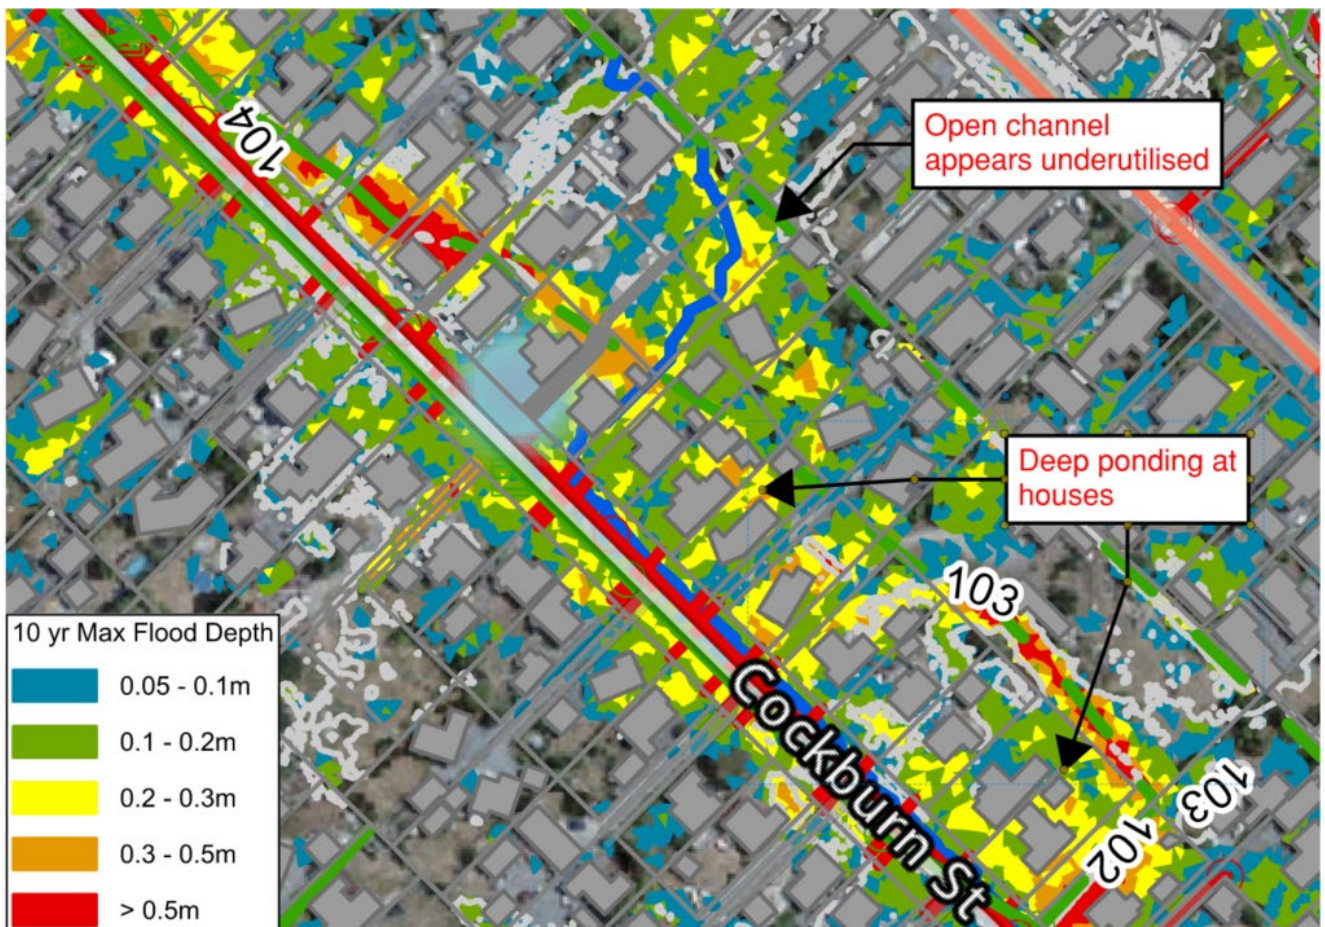 104
Open channel
appears underutilised
Deep ponding at
houses
103
Cockburn St
103
102
10 yr Max Flood Depth
0.05 - 0.1m
0.1 - 0.2m
0.2 - 0.3m
0.3 - 0.5m
> 0.5m